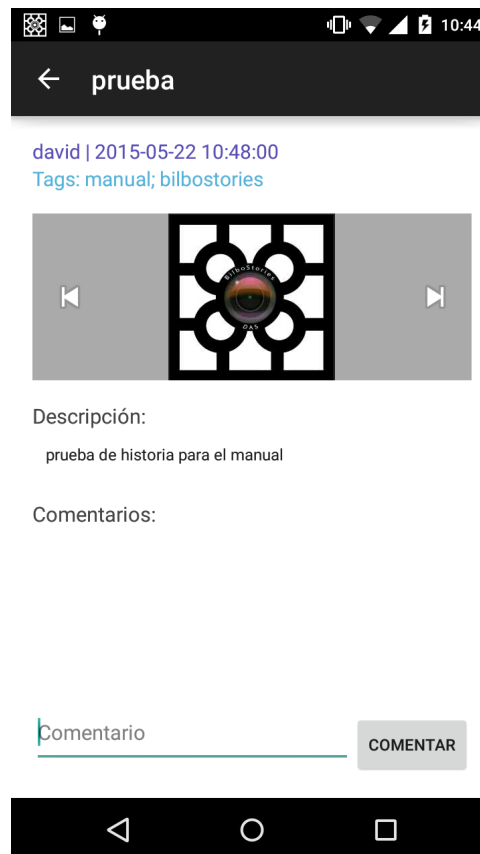 10:44
prueba
david | 2015-05-22 10:48:00
Tags: manual; bilbostories
BilboStories
DAS
Descripción:
prueba de historia para el manual
Comentarios:
Comentario
COMENTAR